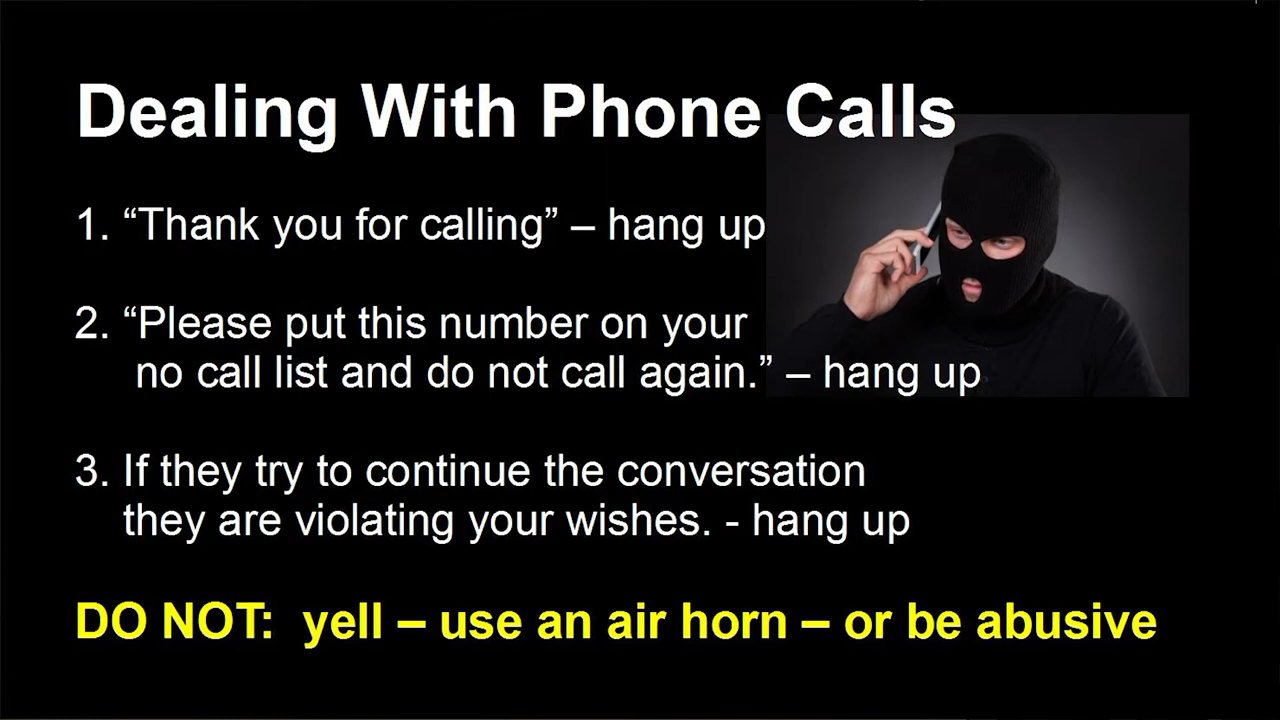 Dealing With Phone Calls
1. “Thank you for calling” – hang up
2. “Please put this number on your
no call list and do not call again.” – hang up
3. If they try to continue the conversation
they are violating your wishes. - hang up
DO NOT: yell – use an air horn – or be abusive